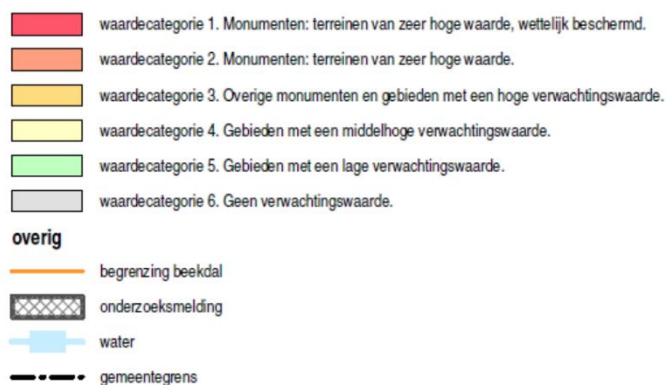 waardecategorie 1. Monumenten: terreinen van zeer hoge waarde, wettelijk beschermd.
waardecategorie 2. Monumenten: terreinen van zeer hoge waarde.
waardecategorie 3. Overige monumenten en gebieden met een hoge verwachtingswaarde.
waardecategorie 4. Gebieden met een middelhoge verwachtingswaarde.
waardecategorie 5. Gebieden met een lage verwachtingswaarde.
waardecategorie 6. Geen verwachtingswaarde.
overig
begrenzing beekdal
onderzoeksmelding
water
gemeentegrens